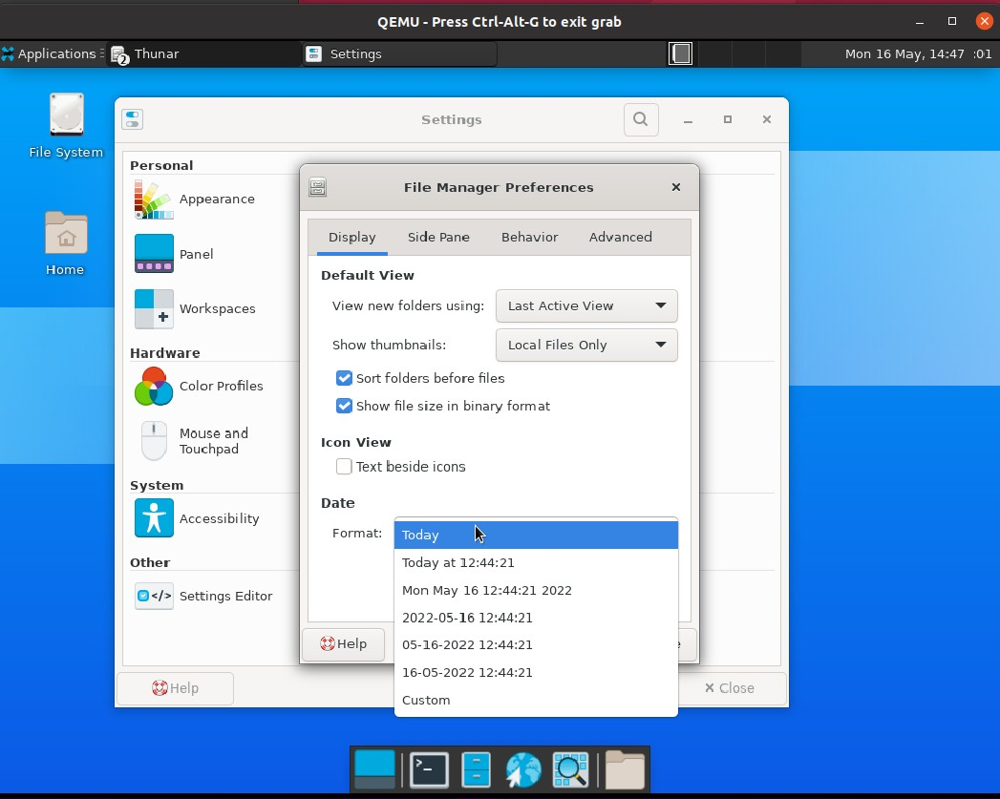 QEMU - Press Ctrl-Alt-G to exit grab
Applications
2
Thunar
Settings
Mon 16 May, 14:47 :01
File System
Home
Settings
Personal
Appearance
Panel
Workspaces
Hardware
Color Profiles
Mouse and
Touchpad
System
Accessibility
Other
</>
Settings Editor
Help
Close
File Manager Preferences
Display
Side Pane
Behavior
Advanced
Default View
View new folders using:
Last Active View
Show thumbnails:
Local Files Only
Sort folders before files
Show file size in binary format
Icon View
Text beside icons
Date
Format:
Today
Today at 12:44:21
Mon May 16 12:44:21 2022
2022-05-16 12:44:21
05-16-2022 12:44:21
16-05-2022 12:44:21
Custom
Help